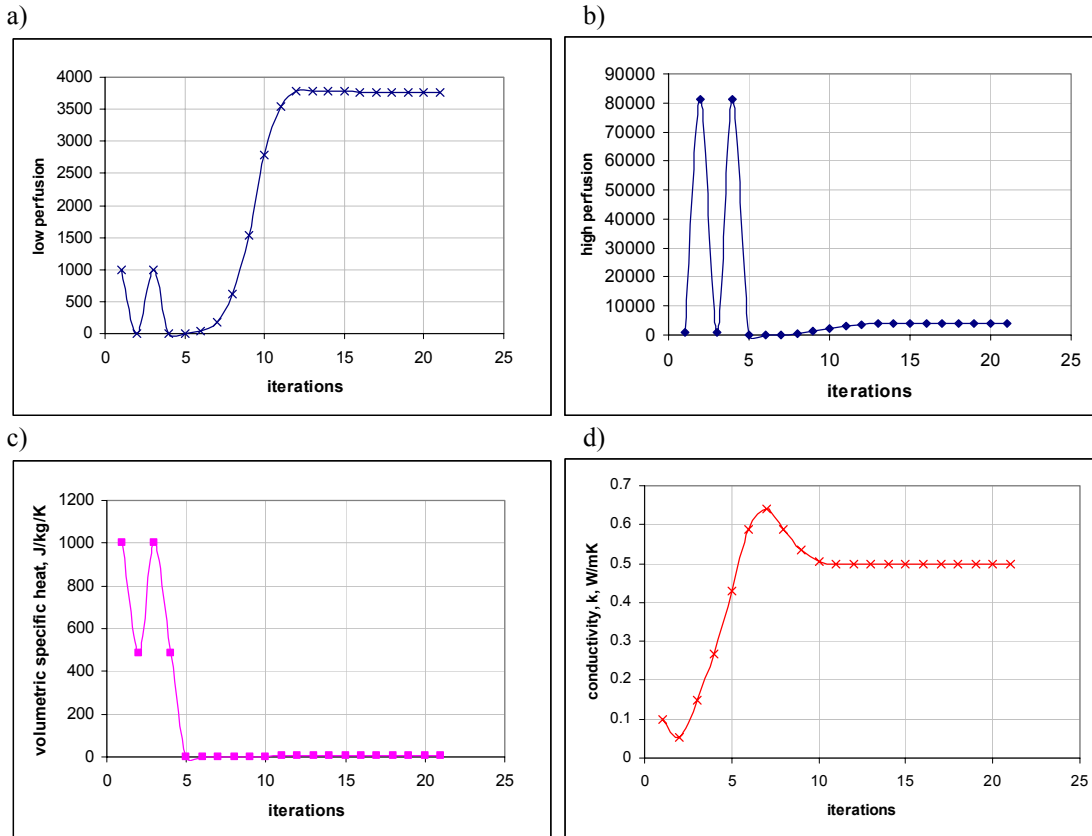 a)
4000
3500
3000
2500
2000
1500
1000
500
0
low perfusion
0 5 10 15 20 25
iterations
b)
90000
80000
70000
60000
50000
40000
30000
20000
10000
0
high perfusion
0 5 10 15 20 25
iterations
c)
1200
1000
800
600
400
200
0
volumetric specific heat, J/kg/K
0 5 10 15 20 25
iterations
d)
0.7
0.6
0.5
0.4
0.3
0.2
0.1
0
conductivity, k, W/mK
0 5 10 15 20 25
iterations